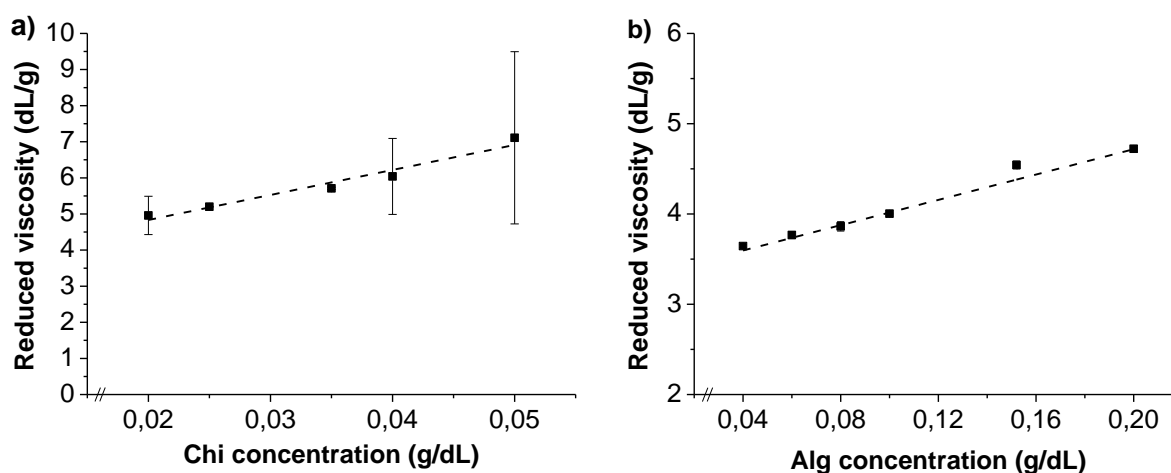 a)
Reduced viscosity (dL/g)
10
9
8
7
6
5
4
3
2
1
0
0,02 0,03 0,04 0,05
Chi concentration (g/dL)
b)
Reduced viscosity (dL/g)
6
5
4
3
2
0,04 0,08 0,12 0,16 0,20
Alg concentration (g/dL)